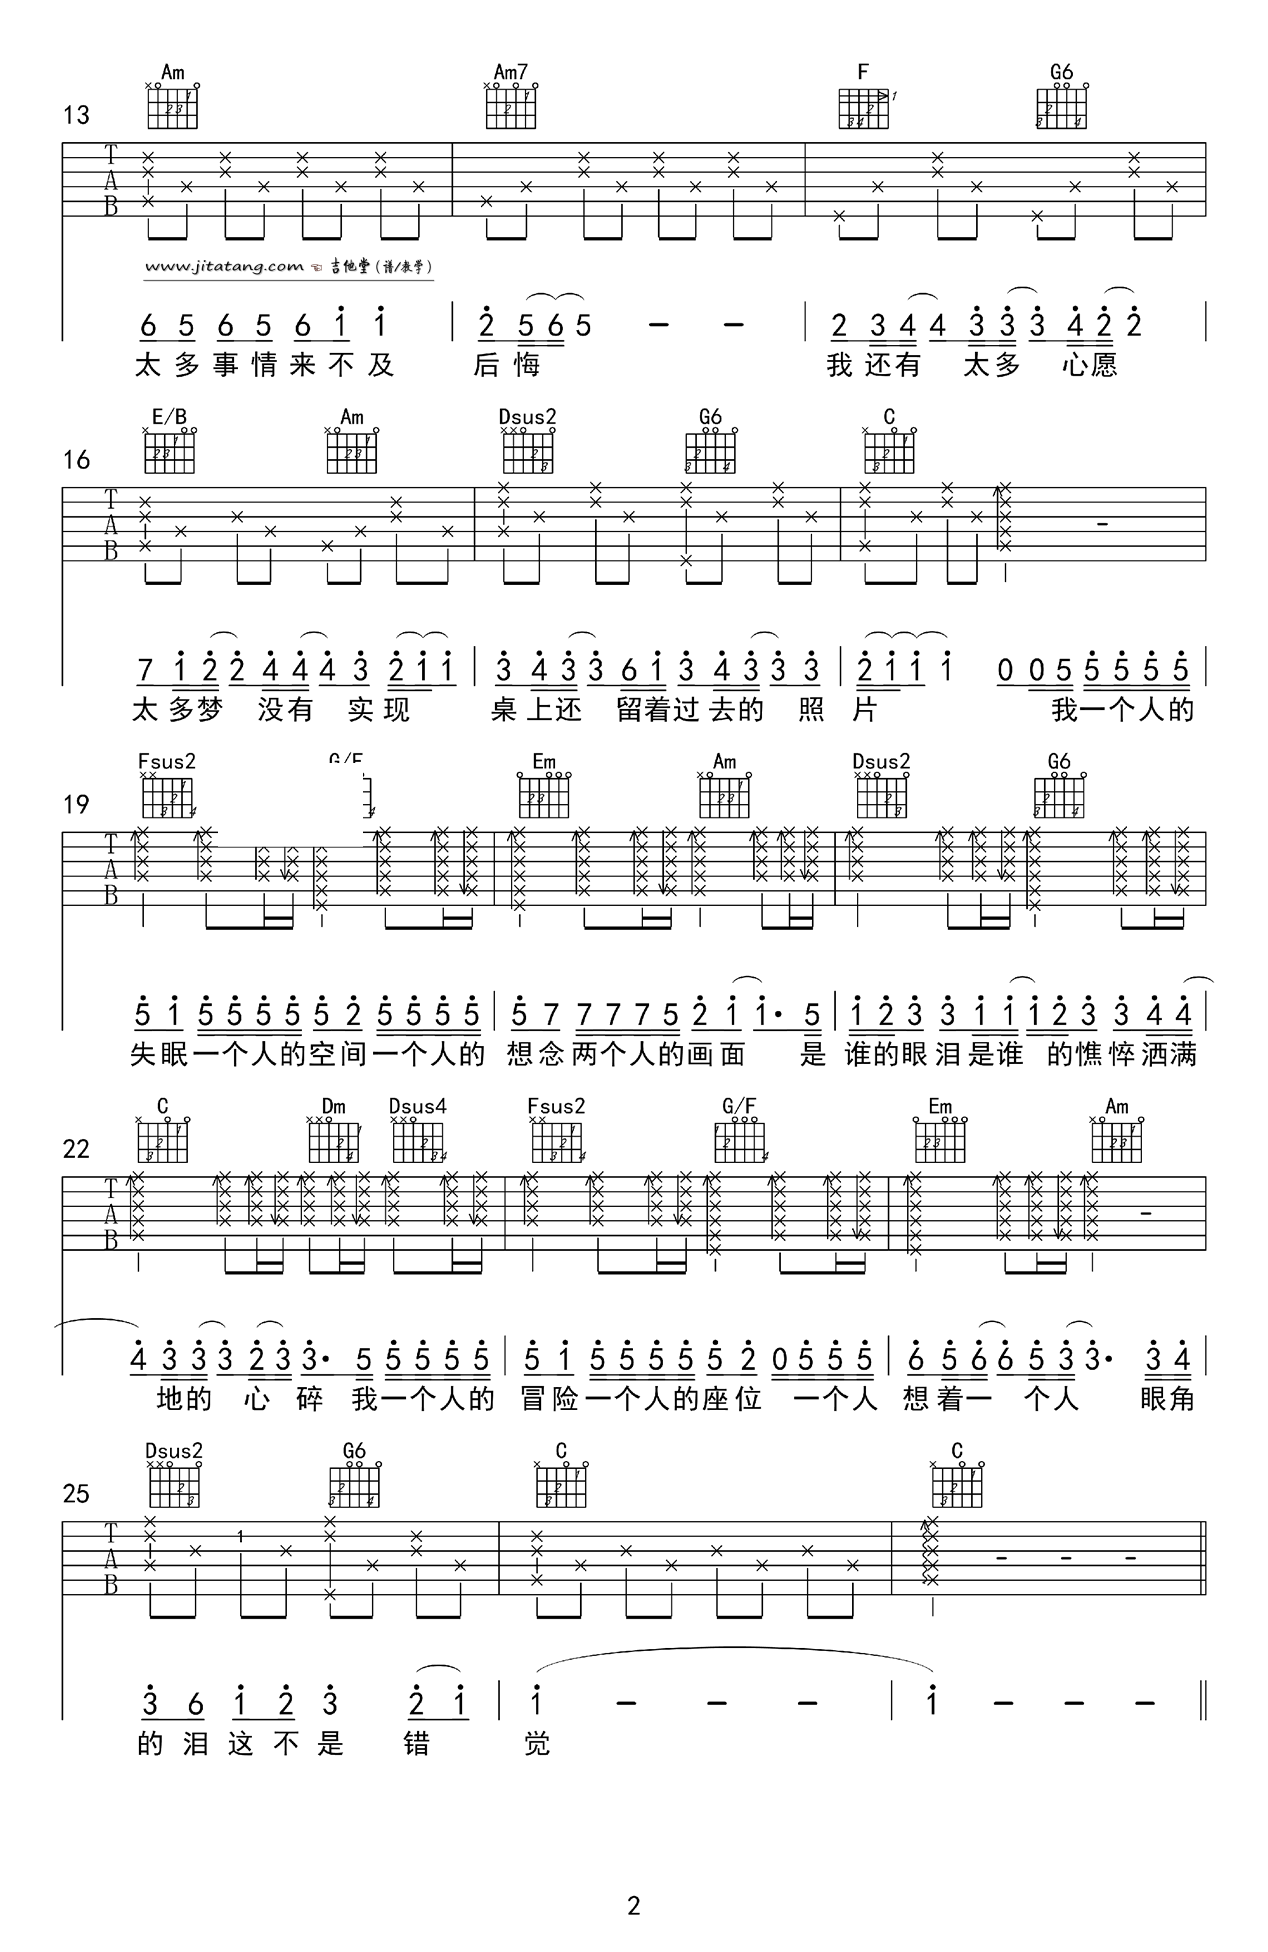 Am Am7 F G6
13
www.jitatang.com ☜ 吉他堂(谱/教学)
6 5 6 5 6 1 1 2 5 6 5 — — 2 3 4 4 3 3 3 4 2 2
太多事情来不及 后悔 我还有 太多 心愿
E/B Am Dsus2 G6 C
16
7 1 2 2 4 4 4 3 2 1 1 3 4 3 3 6 1 3 4 3 3 3 2 1 1 1 0 0 5 5 5 5 5
太多梦 没有 实现 桌上还 留着过去的 照片 我一个人的
Fsus2 Em Am Dsus2 G6
19
5 1 5 5 5 5 5 2 5 5 5 5 5 7 7 7 7 5 2 1 1· 5 1 2 3 3 1 1 1 2 3 3 4 4
失眠一个人的空间一个人的 想念两个人的画面 是 谁的眼泪是谁 的憔悴洒满
C Dm Dsus4 Fsus2 G/F Em Am
22
4 3 3 3 2 3 3· 5 5 5 5 5 5 1 5 5 5 5 5 2 0 5 5 5 6 5 6 6 5 3 3· 3 4
地的 心 碎 我一个人的 冒险一个人的座位 一个人 想着一 个人 眼角
Dsus2 G6 C C
25
3 6 1 2 3 2 1 1 — — — 1 — — —
的泪这不是 错 觉
2